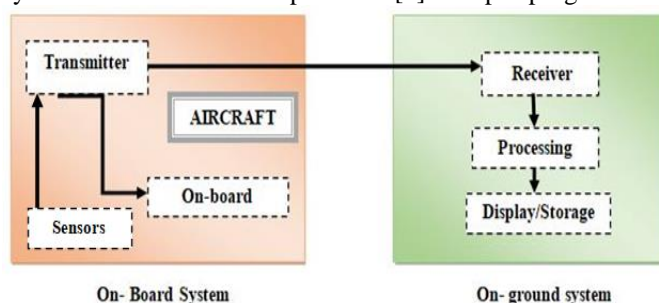 Transmitter
AIRCRAFT
On-board
Sensors
Receiver
Processing
Display/Storage
On- Board System
On- ground system